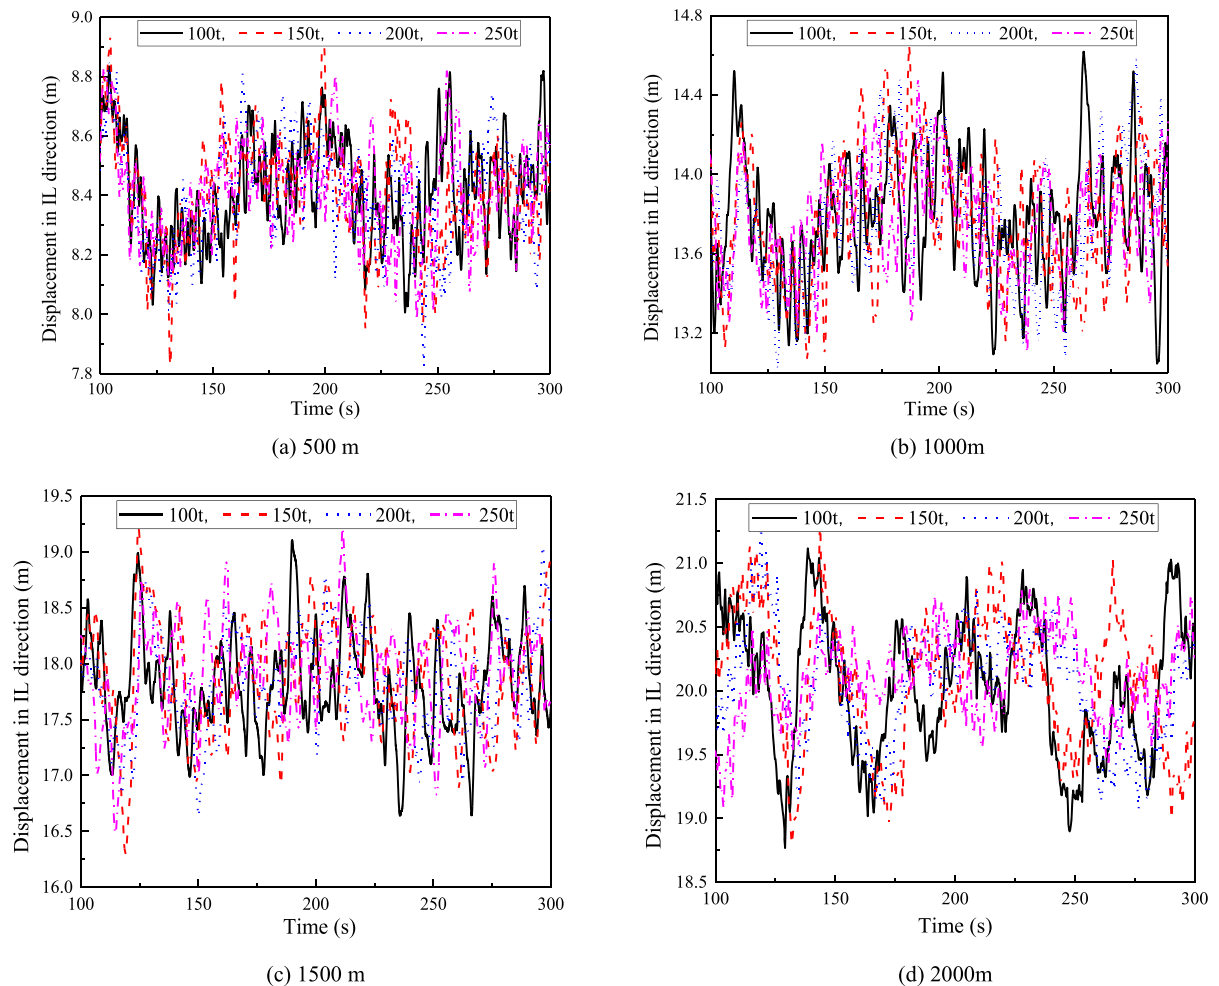 9.0
8.8
8.6
8.4
8.2
8.0
7.8
Displacement in IL direction (m)
100t, 150t, 200t, 250t
100 150 200 250 300
Time (s)
(a) 500 m
14.8
14.4
14.0
13.6
13.2
Displacement in IL direction (m)
100t, 150t, 200t, 250t
100 150 200 250 300
Time (s)
(b) 1000m
19.5
19.0
18.5
18.0
17.5
17.0
16.5
16.0
Displacement in IL direction (m)
100t, 150t, 200t, 250t
100 150 200 250 300
Time (s)
(c) 1500 m
21.5
21.0
20.5
20.0
19.5
19.0
18.5
Displacement in IL direction (m)
100t, 150t, 200t, 250t
100 150 200 250 300
Time (s)
(d) 2000m